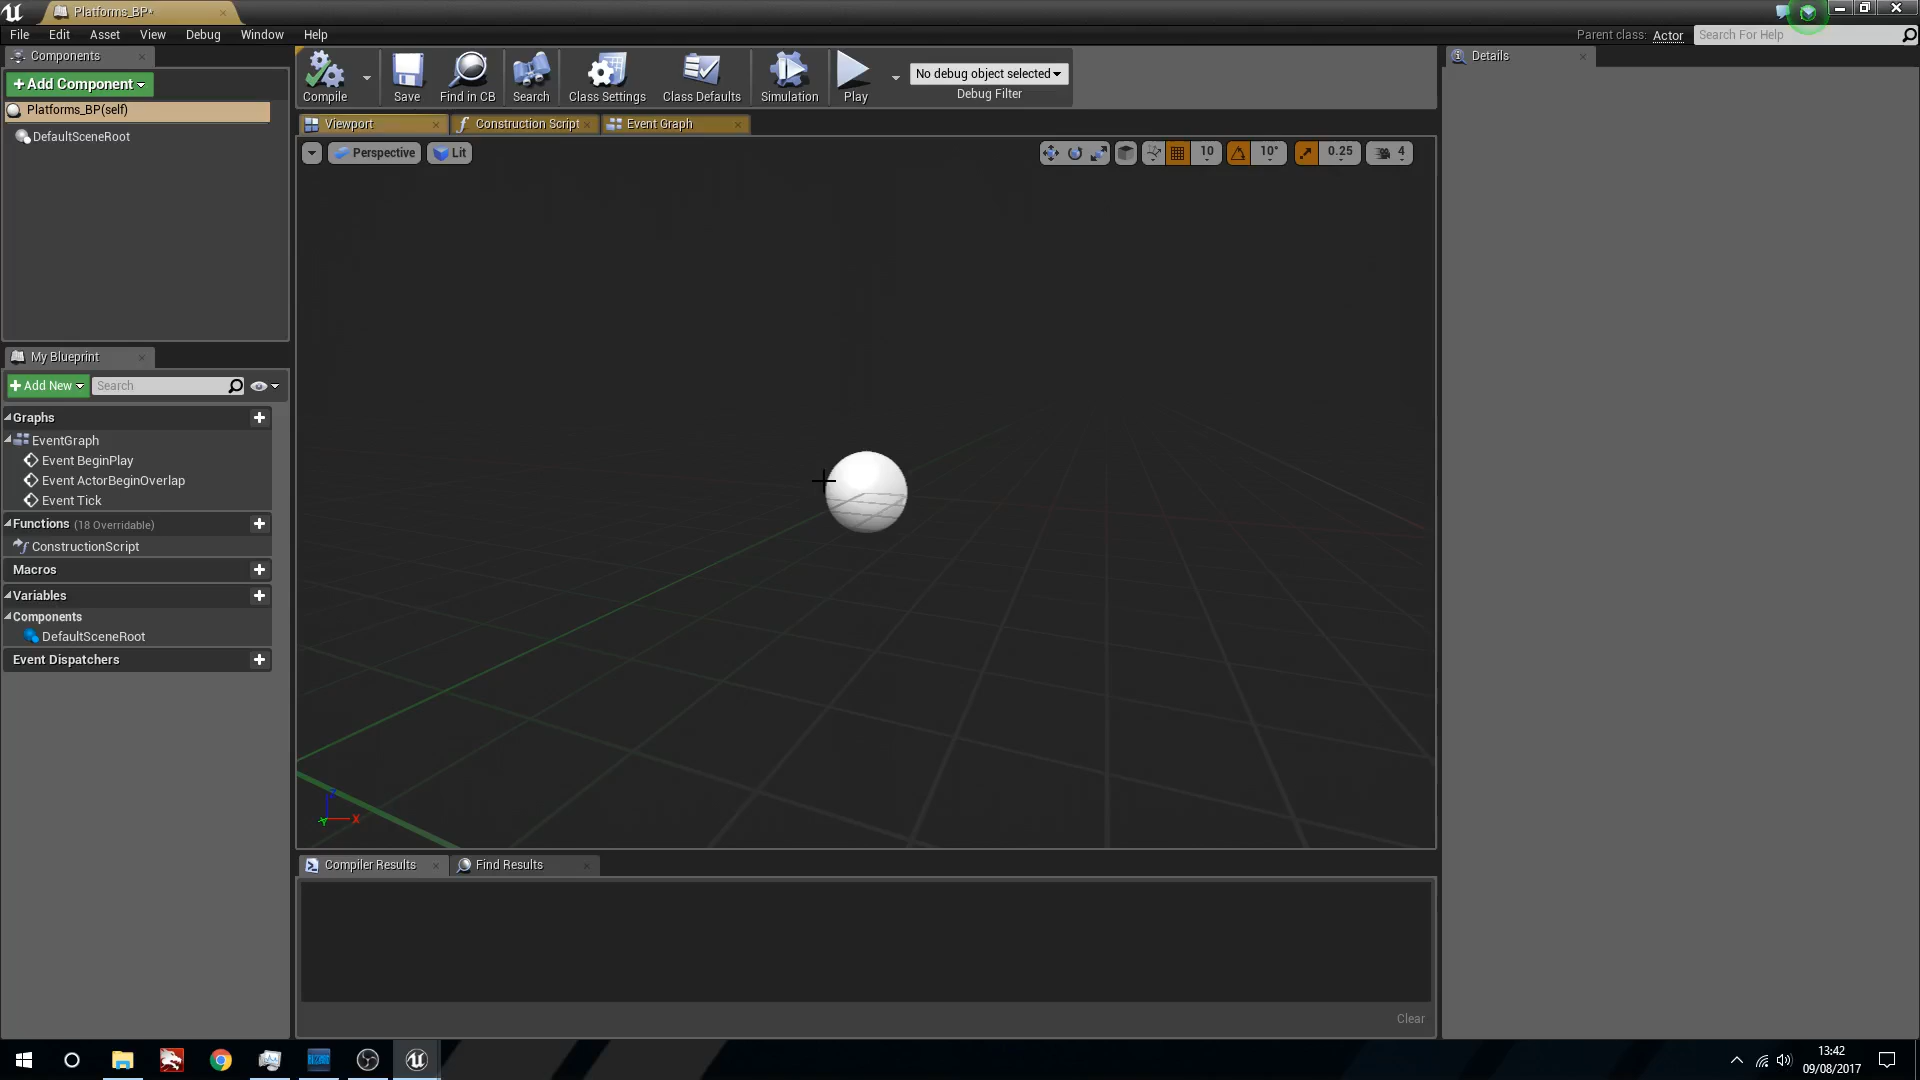 Platforms_BP*
File Edit Asset View Debug Window Help
Parent class: Actor
Search For Help
Components
+Add Component
Platforms_BP(self)
DefaultSceneRoot
Compile
Save
Find in CB
Search
Class Settings
Class Defaults
Simulation
Play
No debug object selected
Debug Filter
Details
Viewport
Construction Script
Event Graph
Perspective
Lit
10
10°
0.25
4
My Blueprint
+Add New
Search
Graphs
EventGraph
Event BeginPlay
Event ActorBeginOverlap
Event Tick
Functions (18 Overridable)
ConstructionScript
Macros
Variables
Components
DefaultSceneRoot
Event Dispatchers
Z
Y
X
Compiler Results
Find Results
Clear
13:42
09/08/2017